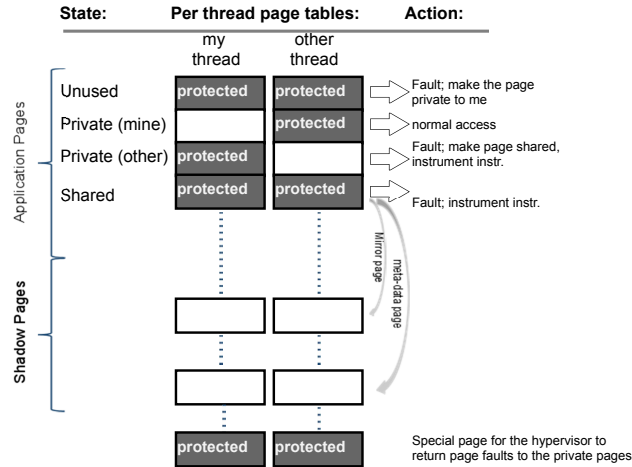 State: Per thread page tables: Action:
my other
thread thread
Application Pages
Unused protected protected Fault; make the page
private to me
Private (mine) protected normal access
Private (other) protected Fault; make page shared,
instrument instr.
Shared protected protected Fault; instrument instr.
Mirror page
meta-data page
Shadow Pages
protected protected Special page for the hypervisor to
return page faults to the private pages